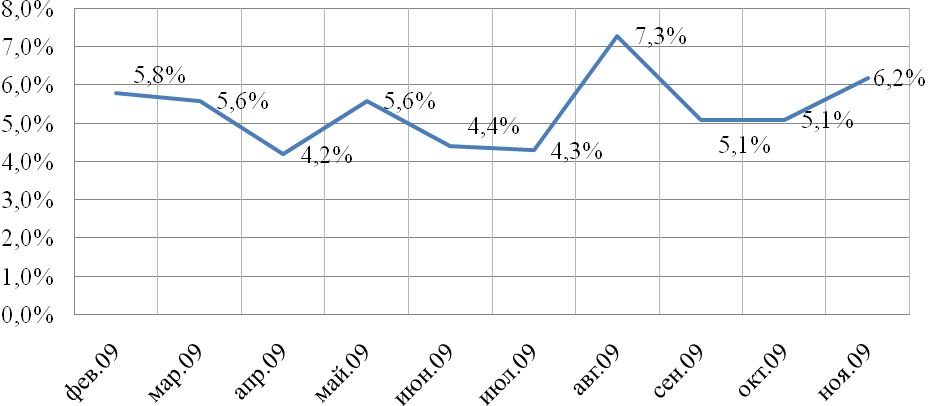 8,0%
7,0%
6,0%
5,0%
4,0%
3,0%
2,0%
1,0%
0,0%
5,8%
5,6%
4,2%
5,6%
4,4%
4,3%
7,3%
5,1%
5,1%
6,2%
фев.09
мар.09
апр.09
май.09
июн.09
июл.09
авг.09
сен.09
окт.09
ноя.09